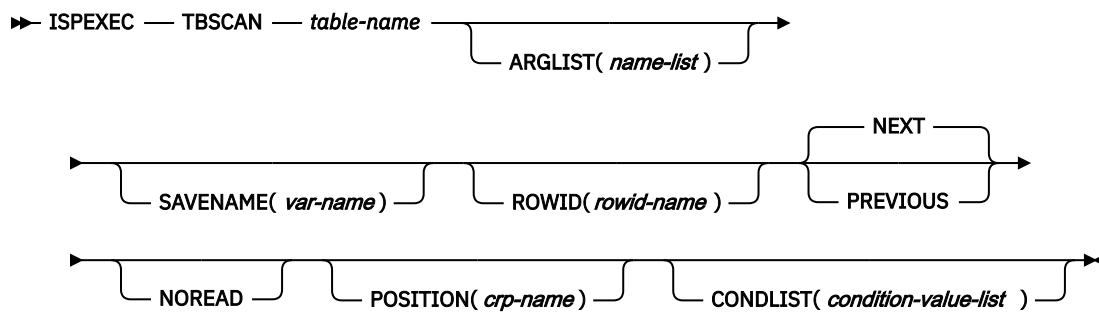 ISPEXEC TBSCAN table-name
ARGLIST( name-list )
NEXT
SAVENAME( var-name ) ROWID( rowid-name ) PREVIOUS
NOREAD POSITION( crp-name ) CONDLIST( condition-value-list )